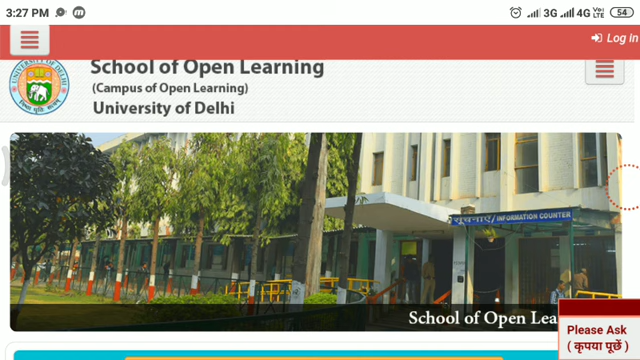 3:27 PM
3G
4G VoLTE
54
Log in
School of Open Learning
(Campus of Open Learning)
University of Delhi
पूछ-ताछ/INFORMATION COUNTER
School of Open Lea
Please Ask
( कृपया पूछें )